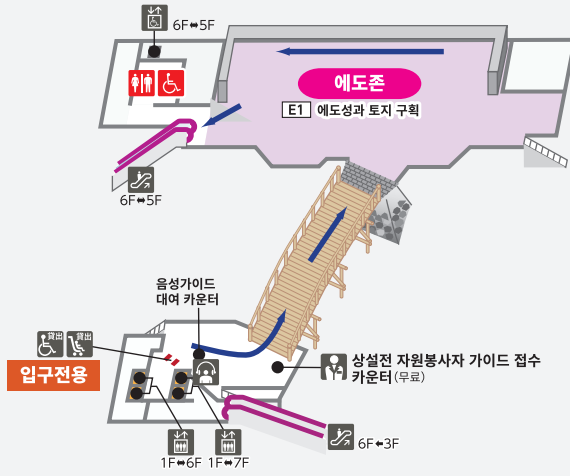 6F⬌5F
에도존
E1 에도성과 토지 구획
6F⬌5F
음성가이드
대여 카운터
貸出 貸出
입구전용
상설전 자원봉사자 가이드 접수
카운터(무료)
1F⬌6F 1F⬌7F
6F⬅3F